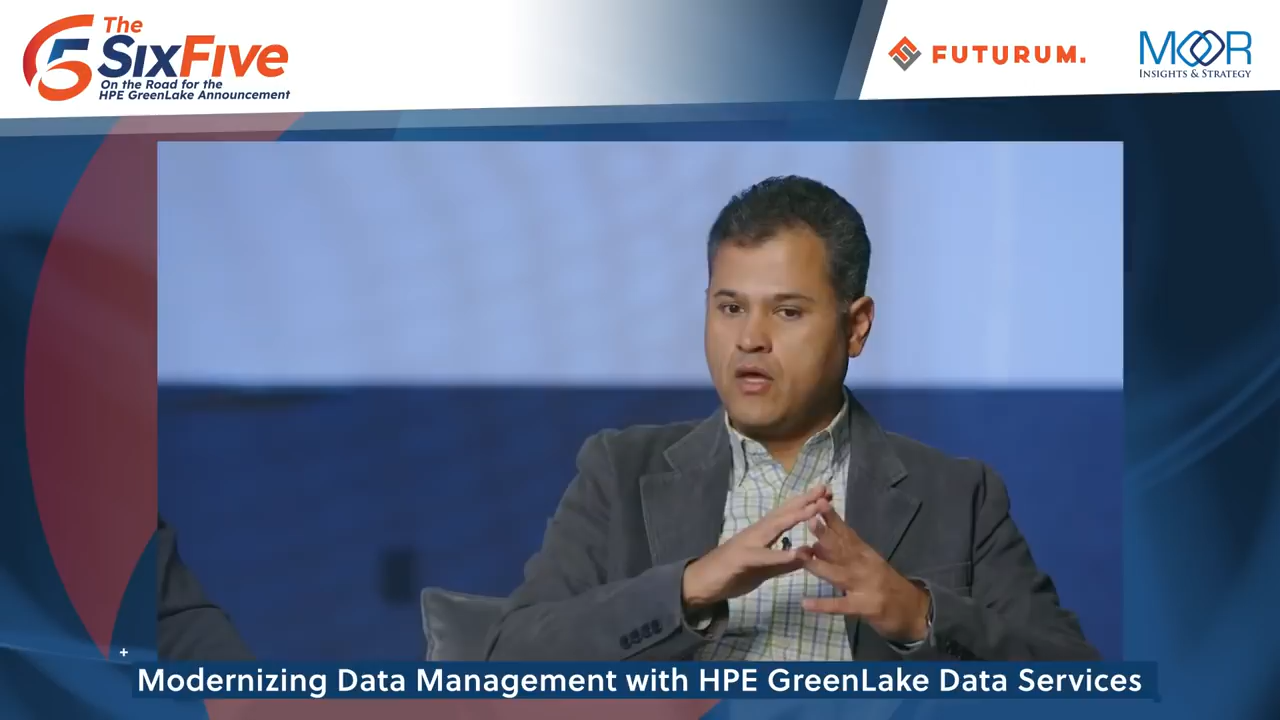 The
5 SixFive
On the Road for the
HPE GreenLake Announcement
FUTURUM.
MOOR
INSIGHTS & STRATEGY
Modernizing Data Management with HPE GreenLake Data Services